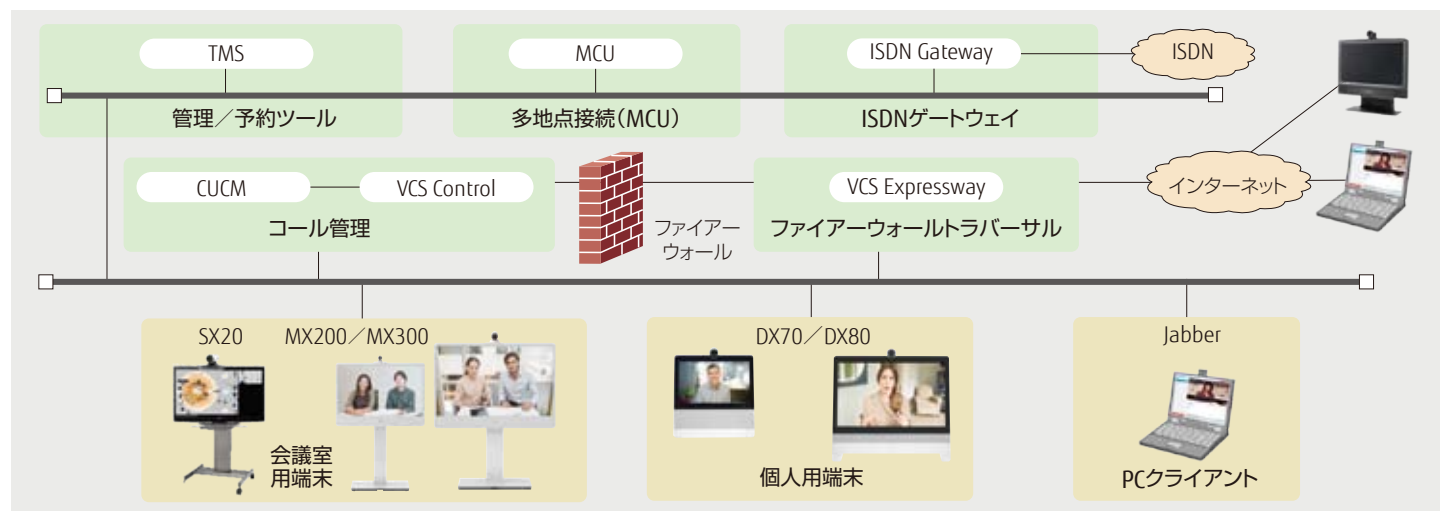 TMS
管理／予約ツール
MCU
多地点接続(MCU)
ISDN Gateway
ISDNゲートウェイ
ISDN
CUCM
VCS Control
コール管理
ファイアー
ウォール
VCS Expressway
ファイアーウォールトラバーサル
インターネット
SX20
MX200／MX300
会議室
用端末
DX70／DX80
個人用端末
Jabber
PCクライアント